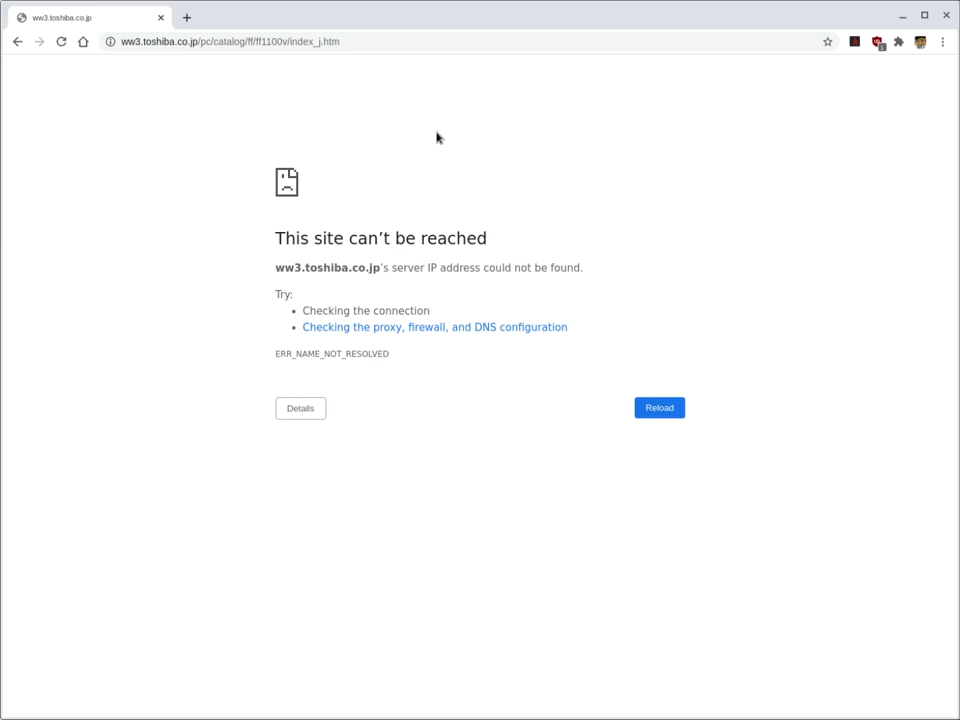 ww3.toshiba.co.jp
ww3.toshiba.co.jp/pc/catalog/ff/ff1100v/index_j.htm
This site can’t be reached
ww3.toshiba.co.jp’s server IP address could not be found.
Try:
• Checking the connection
• Checking the proxy, firewall, and DNS configuration
ERR_NAME_NOT_RESOLVED
Details
Reload